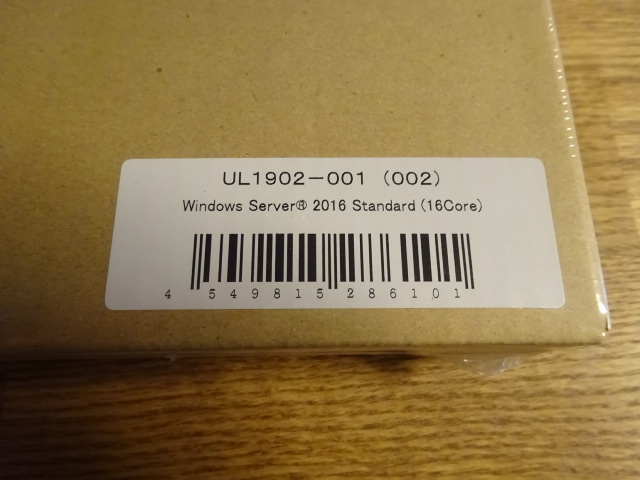 UL1902-001 (002)
Windows Server® 2016 Standard (16Core)
4 549815 286101